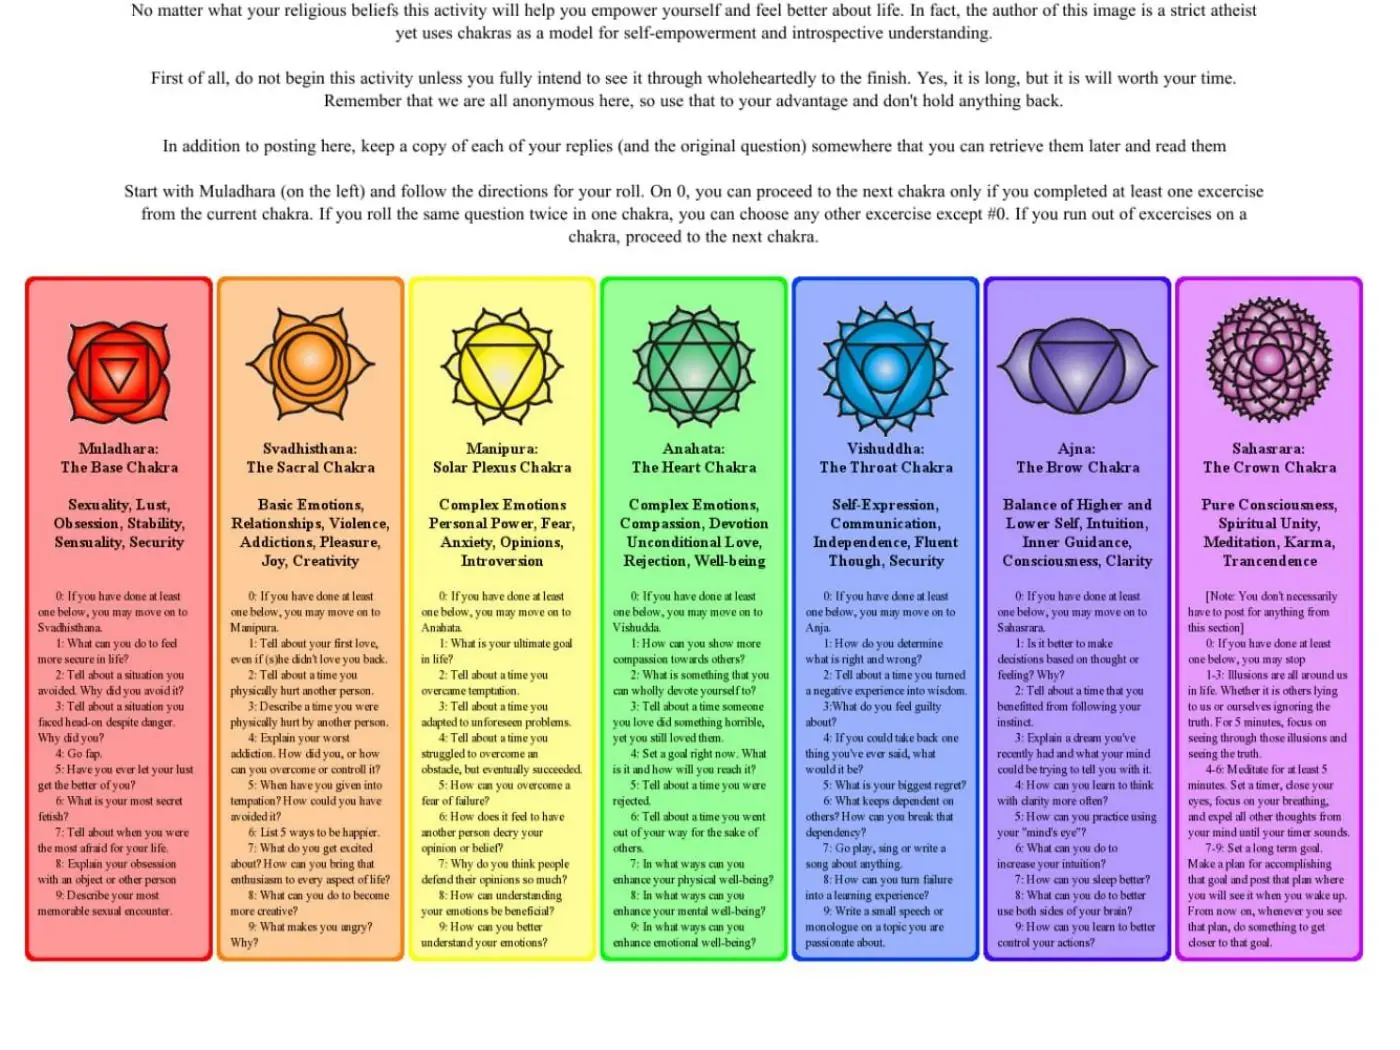 No matter what your religious beliefs this activity will help you empower yourself and feel better about life. In fact, the author of this image is a strict atheist
yet uses chakras as a model for self-empowerment and introspective understanding.
First of all, do not begin this activity unless you fully intend to see it through wholeheartedly to the finish. Yes, it is long, but it is will worth your time.
Remember that we are all anonymous here, so use that to your advantage and don't hold anything back.
In addition to posting here, keep a copy of each of your replies (and the original question) somewhere that you can retrieve them later and read them
Start with Muladhara (on the left) and follow the directions for your roll. On 0, you can proceed to the next chakra only if you completed at least one excercise
from the current chakra. If you roll the same question twice in one chakra, you can choose any other excercise except #0. If you run out of excercises on a
chakra, proceed to the next chakra.
Muladhara:
The Base Chakra
Sexuality, Lust,
Obsession, Stability,
Sensuality, Security
0: If you have done at least
one below, you may move on to
Svadhisthana.
1: What can you do to feel
more secure in life?
2: Tell about a situation you
avoided. Why did you avoid it?
3: Tell about a situation you
faced head-on despite danger.
Why did you?
4: Go fap.
5: Have you ever let your lust
get the better of you?
6: What is your most secret
fetish?
7: Tell about when you were
the most afraid for your life.
8: Explain your obsession
with an object or other person
9: Describe your most
memorable sexual encounter.
Svadhisthana:
The Sacral Chakra
Basic Emotions,
Relationships, Violence,
Addictions, Pleasure,
Joy, Creativity
0: If you have done at least
one below, you may move on to
Manipura.
1: Tell about your first love,
even if (s)he didn't love you back.
2: Tell about a time you
physically hurt another person.
3: Describe a time you were
physically hurt by another person.
4: Explain your worst
addiction. How did you, or how
can you overcome or controll it?
5: When have you given into
tempation? How could you have
avoided it?
6: List 5 ways to be happier.
7: What do you get excited
about? How can you bring that
enthusiasm to every aspect of life?
8: What can you do to become
more creative?
9: What makes you angry?
Why?
Manipura:
Solar Plexus Chakra
Complex Emotions
Personal Power, Fear,
Anxiety, Opinions,
Introversion
0: If you have done at least
one below, you may move on to
Anahata.
1: What is your ultimate goal
in life?
2: Tell about a time you
overcame temptation.
3: Tell about a time you
adapted to unforeseen problems.
4: Tell about a time you
struggled to overcome an
obstacle, but eventually succeeded.
5: How can you overcome a
fear of failure?
6: How does it feel to have
another person decry your
opinion or belief?
7: Why do you think people
defend their opinions so much?
8: How can understanding
your emotions be beneficial?
9: How can you better
understand your emotions?
Anahata:
The Heart Chakra
Complex Emotions,
Compassion, Devotion
Unconditional Love,
Rejection, Well-being
0: If you have done at least
one below, you may move on to
Vishudda.
1: How can you show more
compassion towards others?
2: What is something that you
can wholly devote yourself to?
3: Tell about a time someone
you love did something horrible,
yet you still loved them.
4: Set a goal right now. What
is it and how will you reach it?
5: Tell about a time you were
rejected.
6: Tell about a time you went
out of your way for the sake of
others.
7: In what ways can you
enhance your physical well-being?
8: In what ways can you
enhance your mental well-being?
9: In what ways can you
enhance emotional well-being?
Vishuddha:
The Throat Chakra
Self-Expression,
Communication,
Independence, Fluent
Though, Security
0: If you have done at least
one below, you may move on to
Anja.
1: How do you determine
what is right and wrong?
2: Tell about a time you turned
a negative experience into wisdom.
3:What do you feel guilty
about?
4: If you could take back one
thing you've ever said, what
would it be?
5: What is your biggest regret?
6: What keeps dependent on
others? How can you break that
dependency?
7: Go play, sing or write a
song about anything.
8: How can you turn failure
into a learning experience?
9: Write a small speech or
monologue on a topic you are
passionate about.
Ajna:
The Brow Chakra
Balance of Higher and
Lower Self, Intuition,
Inner Guidance,
Consciousness, Clarity
0: If you have done at least
one below, you may move on to
Sahasrara.
1: Is it better to make
decistions based on thought or
feeling? Why?
2: Tell about a time that you
benefitted from following your
instinct.
3: Explain a dream you've
recently had and what your mind
could be trying to tell you with it.
4: How can you learn to think
with clarity more often?
5: How can you practice using
your "mind's eye"?
6: What can you do to
increase your intuition?
7: How can you sleep better?
8: What can you do to better
use both sides of your brain?
9: How can you learn to better
control your actions?
Sahasrara:
The Crown Chakra
Pure Consciousness,
Spiritual Unity,
Meditation, Karma,
Trancendence
[Note: You don't necessarily
have to post for anything from
this section]
0: If you have done at least
one below, you may stop
1-3: Illusions are all around us
in life. Whether it is others lying
to us or ourselves ignoring the
truth. For 5 minutes, focus on
seeing through those illusions and
seeing the truth.
4-6: Meditate for at least 5
minutes. Set a timer, close your
eyes, focus on your breathing,
and expel all other thoughts from
your mind until your timer sounds.
7-9: Set a long term goal.
Make a plan for accomplishing
that goal and post that plan where
you will see it when you wake up.
From now on, whenever you see
that plan, do something to get
closer to that goal.